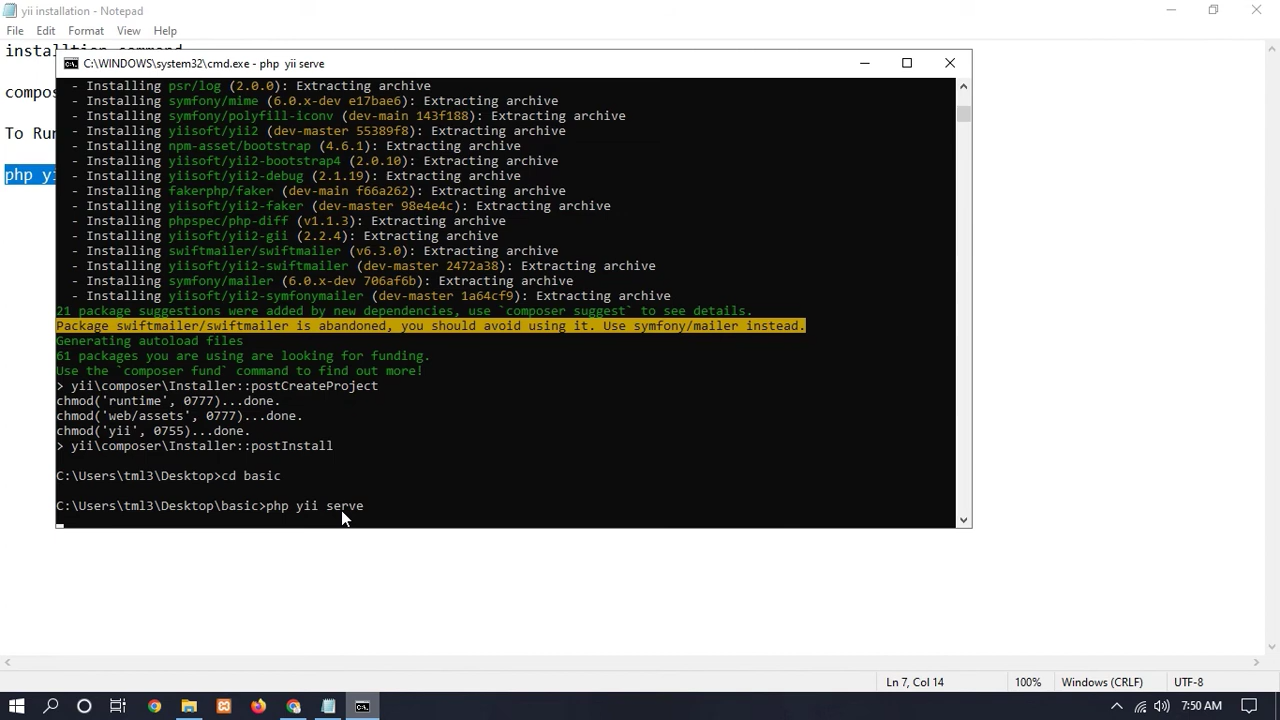 yii installation - Notepad
File Edit Format View Help
installtion command
compos
To Run
php yi
C:\WINDOWS\system32\cmd.exe - php  yii serve
- Installing psr/log (2.0.0): Extracting archive
- Installing symfony/mime (6.0.x-dev e17bae6): Extracting archive
- Installing symfony/polyfill-iconv (dev-main 143f188): Extracting archive
- Installing yiisoft/yii2 (dev-master 55389f8): Extracting archive
- Installing npm-asset/bootstrap (4.6.1): Extracting archive
- Installing yiisoft/yii2-bootstrap4 (2.0.10): Extracting archive
- Installing yiisoft/yii2-debug (2.1.19): Extracting archive
- Installing fakerphp/faker (dev-main f66a262): Extracting archive
- Installing yiisoft/yii2-faker (dev-master 98e4e4c): Extracting archive
- Installing phpspec/php-diff (v1.1.3): Extracting archive
- Installing yiisoft/yii2-gii (2.2.4): Extracting archive
- Installing swiftmailer/swiftmailer (v6.3.0): Extracting archive
- Installing yiisoft/yii2-swiftmailer (dev-master 2472a38): Extracting archive
- Installing symfony/mailer (6.0.x-dev 706af6b): Extracting archive
- Installing yiisoft/yii2-symfonymailer (dev-master 1a64cf9): Extracting archive
21 package suggestions were added by new dependencies, use `composer suggest` to see details.
Package swiftmailer/swiftmailer is abandoned, you should avoid using it. Use symfony/mailer instead.
Generating autoload files
61 packages you are using are looking for funding.
Use the `composer fund` command to find out more!
> yii\composer\Installer::postCreateProject
chmod('runtime', 0777)...done.
chmod('web/assets', 0777)...done.
chmod('yii', 0755)...done.
> yii\composer\Installer::postInstall
C:\Users\tml3\Desktop>cd basic
C:\Users\tml3\Desktop\basic>php yii serve
Ln 7, Col 14 100% Windows (CRLF) UTF-8
7:50 AM